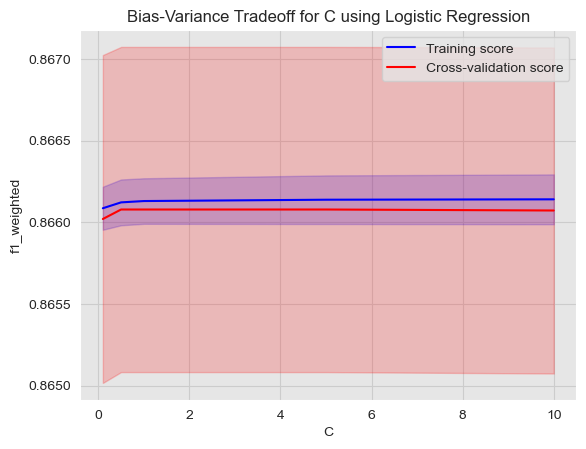 Bias-Variance Tradeoff for C using Logistic Regression
Training score
Cross-validation score
0.8670
0.8665
0.8660
0.8655
0.8650
f1_weighted
0
2
4
6
8
10
C